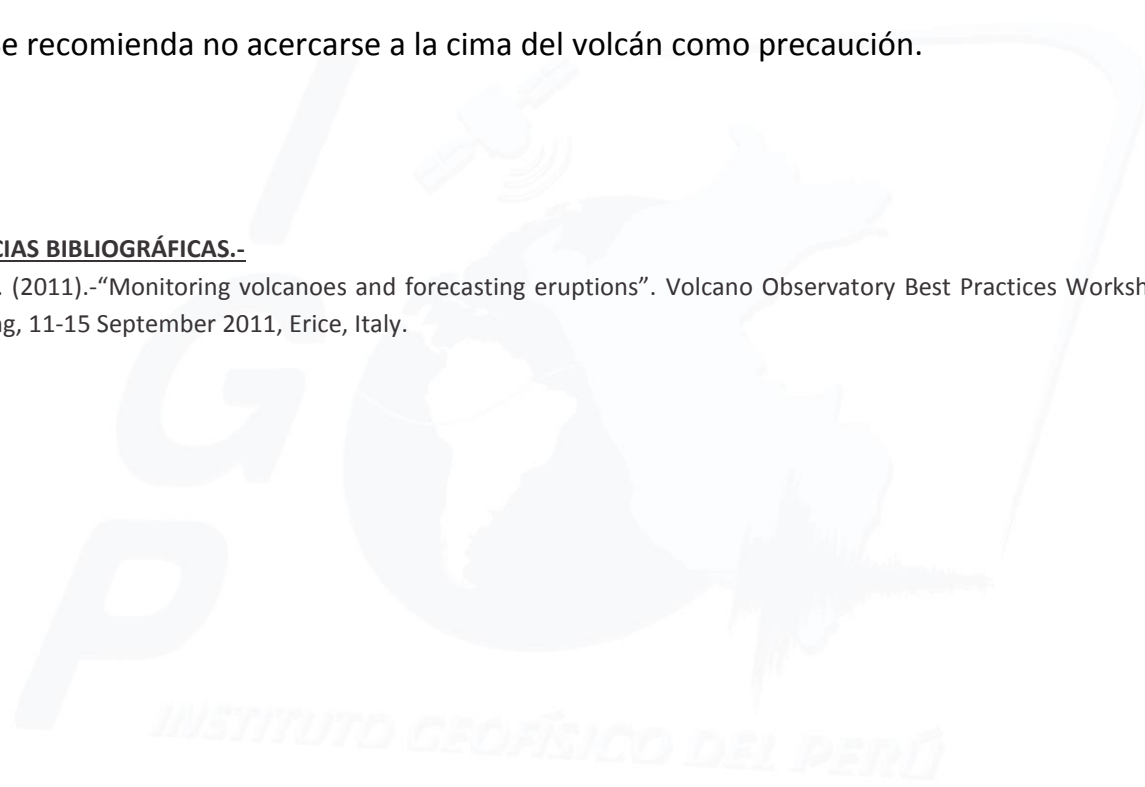 e recomienda no acercarse a la cima del volcán como precaución.
CIAS BIBLIOGRÁFICAS.-
. (2011).-“Monitoring volcanoes and forecasting eruptions”. Volcano Observatory Best Practices Worksh
g, 11-15 September 2011, Erice, Italy.
IGP
INSTITUTO GEOFÍSICO DEL PERÚ